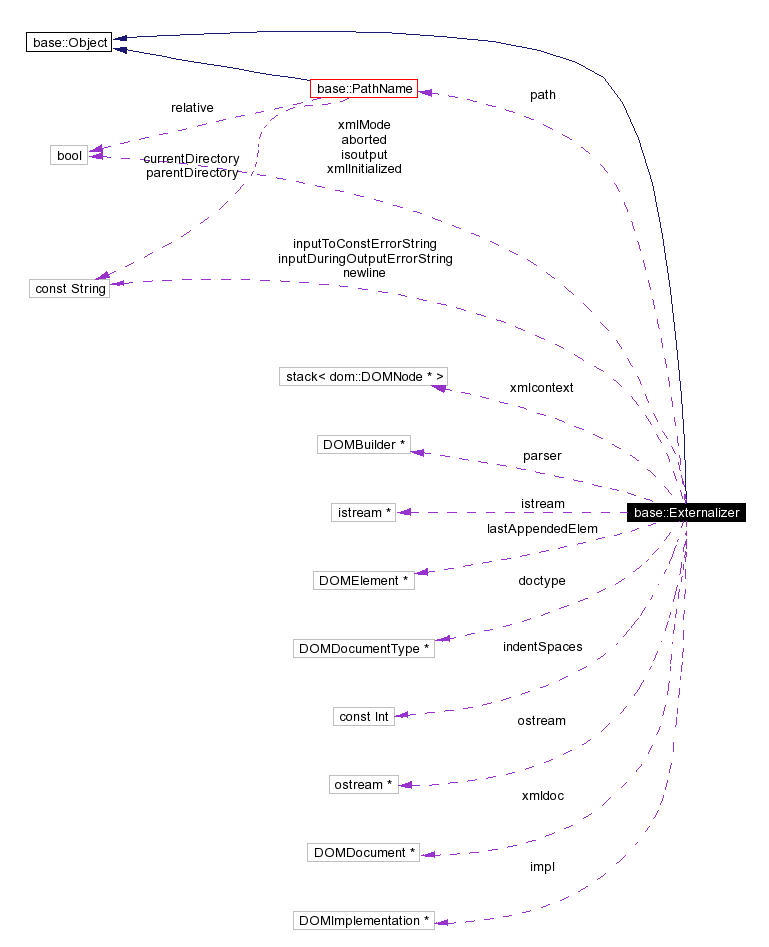 base::Object
base::PathName
path
relative
xmlMode
aborted
isoutput
xmlInitialized
bool
currentDirectory
parentDirectory
inputToConstErrorString
inputDuringOutputErrorString
newline
const String
stack< dom::DOMNode * >
xmlcontext
DOMBuilder *
parser
istream *
istream
base::Externalizer
lastAppendedElem
DOMElement *
doctype
DOMDocumentType *
indentSpaces
const Int
ostream
ostream *
xmldoc
DOMDocument *
impl
DOMImplementation *